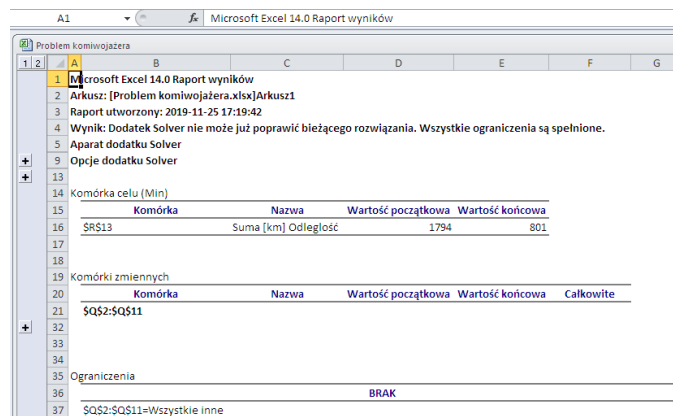 A1 fx Microsoft Excel 14.0 Raport wyników
Problem komiwojażera
1 2 A B C D E F G
1 Microsoft Excel 14.0 Raport wyników
2 Arkusz: [Problem komiwojażera.xlsx]Arkusz1
3 Raport utworzony: 2019-11-25 17:19:42
4 Wynik: Dodatek Solver nie może już poprawić bieżącego rozwiązania. Wszystkie ograniczenia są spełnione.
5 Aparat dodatku Solver
+ 9 Opcje dodatku Solver
+ 13
14 Komórka celu (Min)
15 Komórka Nazwa Wartość początkowa Wartość końcowa
16 $R$13 Suma [km] Odległość 1794 801
17
18
19 Komórki zmiennych
20 Komórka Nazwa Wartość początkowa Wartość końcowa Całkowite
21 $Q$2:$Q$11
+ 32
33
34
35 Ograniczenia
36 BRAK
37 $Q$2:$Q$11=Wszystkie inne